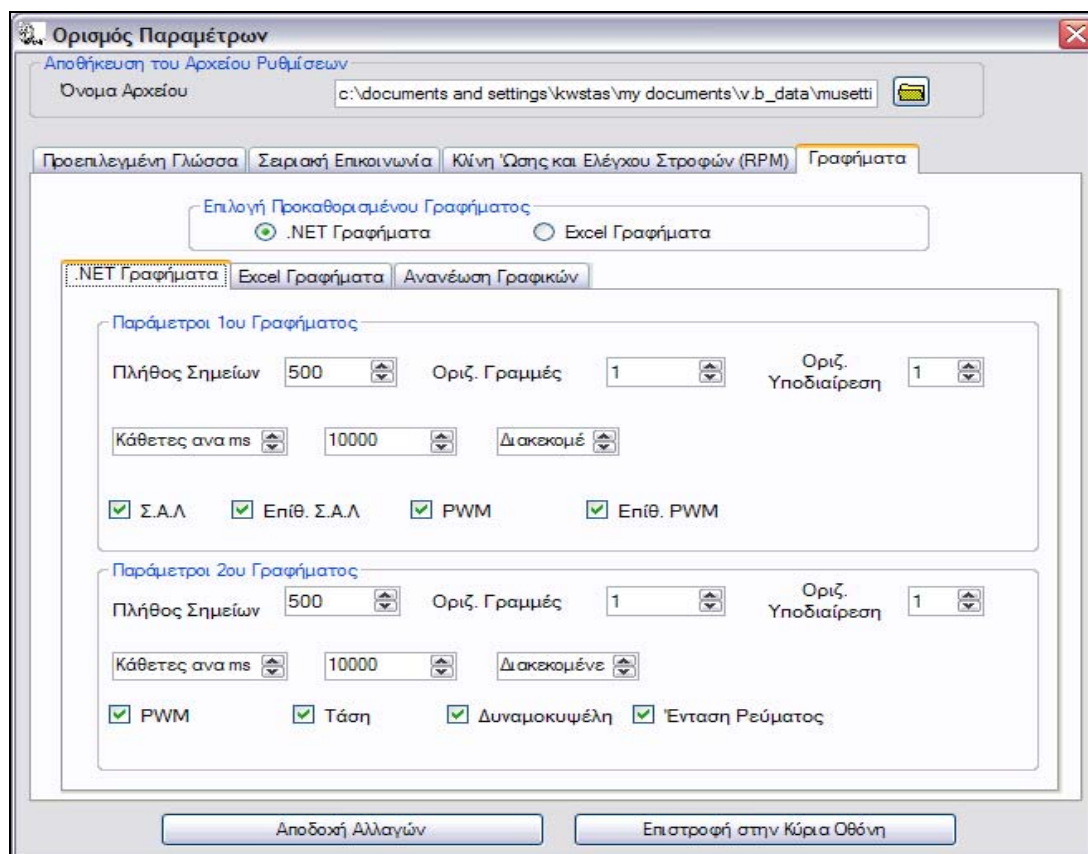 Ορισμός Παραμέτρων
Αποθήκευση του Αρχείου Ρυθμίσεων
Όνομα Αρχείου c:\documents and settings\kwstas\my documents\v.b_data\musetti
Προεπιλεγμένη Γλώσσα Σειριακή Επικοινωνία Κλίνη Ώσης και Ελέγχου Στροφών (RPM) Γραφήματα
Επιλογή Προκαθορισμένου Γραφήματος
.NET Γραφήματα Excel Γραφήματα
.NET Γραφήματα Excel Γραφήματα Ανανέωση Γραφικών
Παράμετροι 1ου Γραφήματος
Πλήθος Σημείων 500 Οριζ. Γραμμές 1 Οριζ. Υποδιαίρεση 1
Κάθετες ανα ms 10000 Διακεκομέ
Σ.Α.Λ Επίθ. Σ.Α.Λ PWM Επίθ. PWM
Παράμετροι 2ου Γραφήματος
Πλήθος Σημείων 500 Οριζ. Γραμμές 1 Οριζ. Υποδιαίρεση 1
Κάθετες ανα ms 10000 Διακεκομένε
PWM Τάση Δυναμοκυψέλη Ένταση Ρεύματος
Αποδοχή Αλλαγών Επιστροφή στην Κύρια Οθόνη